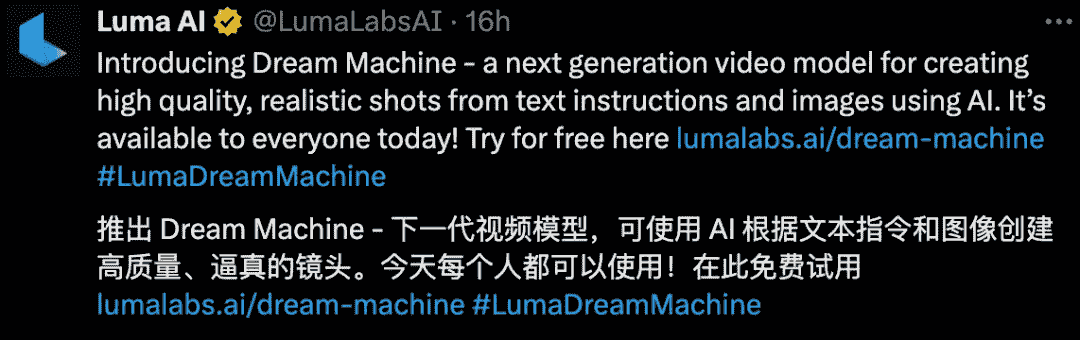 Luma AI @LumaLabsAI · 16h
Introducing Dream Machine - a next generation video model for creating
high quality, realistic shots from text instructions and images using AI. It’s
available to everyone today! Try for free here lumalabs.ai/dream-machine
#LumaDreamMachine
推出 Dream Machine - 下一代视频模型，可使用 AI 根据文本指令和图像创建
高质量、逼真的镜头。今天每个人都可以使用！在此免费试用
lumalabs.ai/dream-machine #LumaDreamMachine